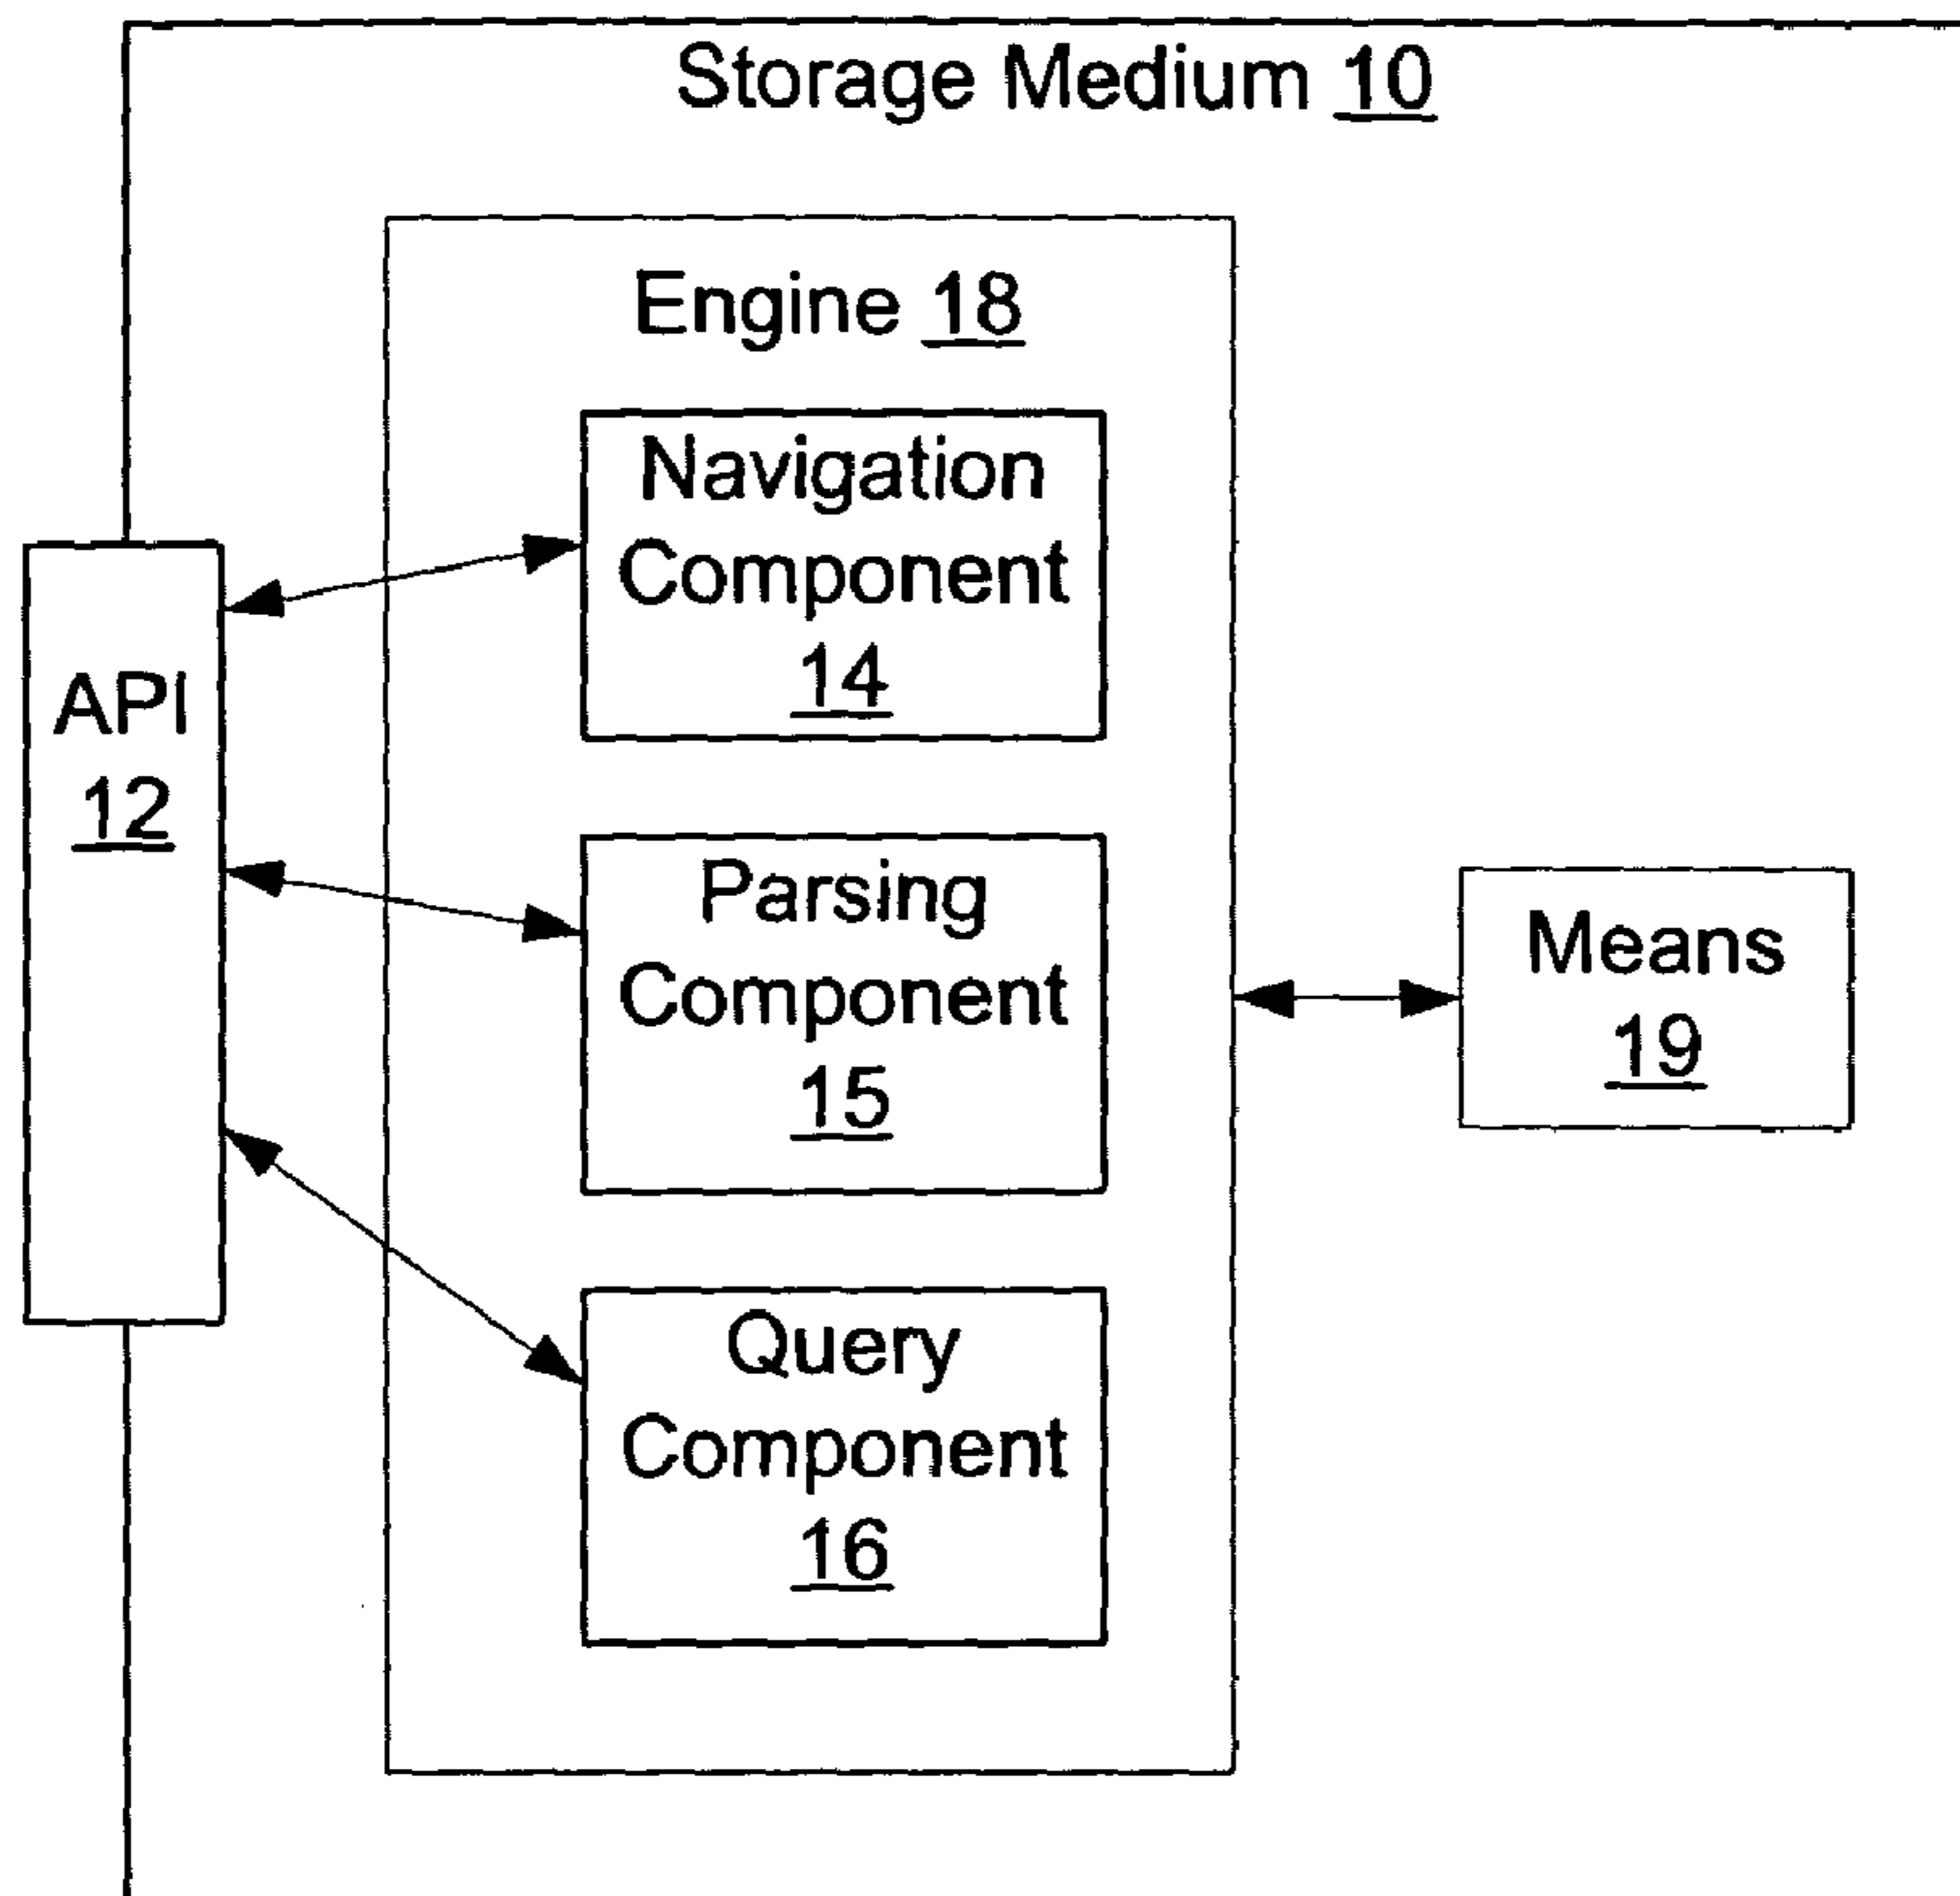 Storage Medium 10
Engine 18
Navigation
Component
14
API
12
Parsing
Component
15
Means
19
Query
Component
16